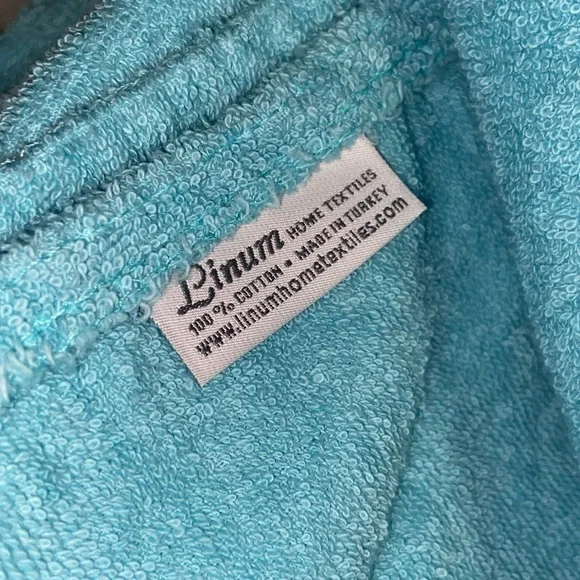 Linum HOME TEXTILES
100 % COTTON • MADE IN TURKEY
www.linumhometextiles.com